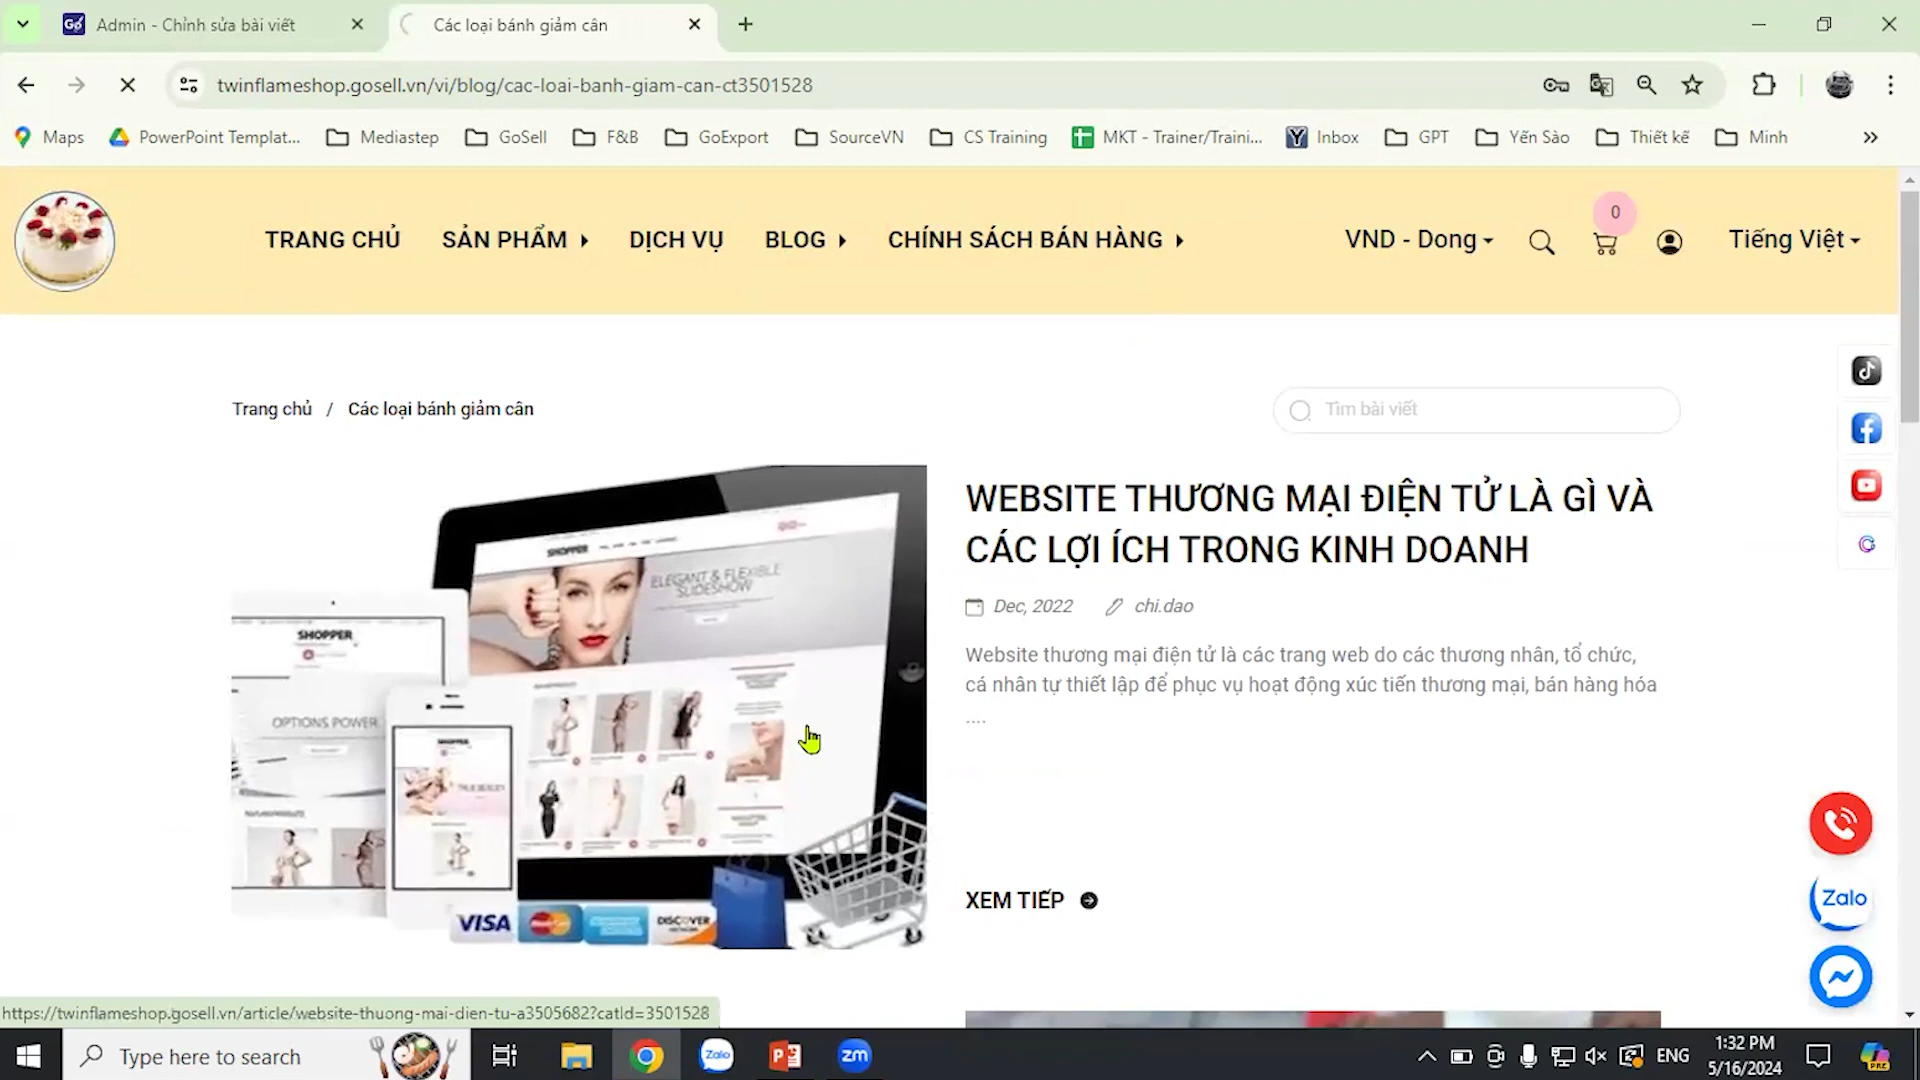 Admin - Chỉnh sửa bài viết
Các loại bánh giảm cân
twinflameshop.gosell.vn/vi/blog/cac-loai-banh-giam-can-ct3501528
Maps
PowerPoint Templat...
Mediastep
GoSell
F&B
GoExport
SourceVN
CS Training
MKT - Trainer/Traini...
Inbox
GPT
Yến Sào
Thiết kế
Minh
TRANG CHỦ
SẢN PHẨM
DỊCH VỤ
BLOG
CHÍNH SÁCH BÁN HÀNG
VND - Dong
0
Tiếng Việt
Trang chủ / Các loại bánh giảm cân
Tìm bài viết
SHOPPER
ELEGANT & FLEXIBLE
SLIDESHOW
SHOPPER
OPTIONS POWER
VISA
MasterCard
DISCOVER
WEBSITE THƯƠNG MẠI ĐIỆN TỬ LÀ GÌ VÀ
CÁC LỢI ÍCH TRONG KINH DOANH
Dec, 2022 chi.dao
Website thương mại điện tử là các trang web do các thương nhân, tổ chức,
cá nhân tự thiết lập để phục vụ hoạt động xúc tiến thương mại, bán hàng hóa
....
XEM TIẾP
Zalo
https://twinflameshop.gosell.vn/article/website-thuong-mai-dien-tu-a3505682?catId=3501528
Type here to search
Zalo
zm
ENG
1:32 PM
5/16/2024
PRE